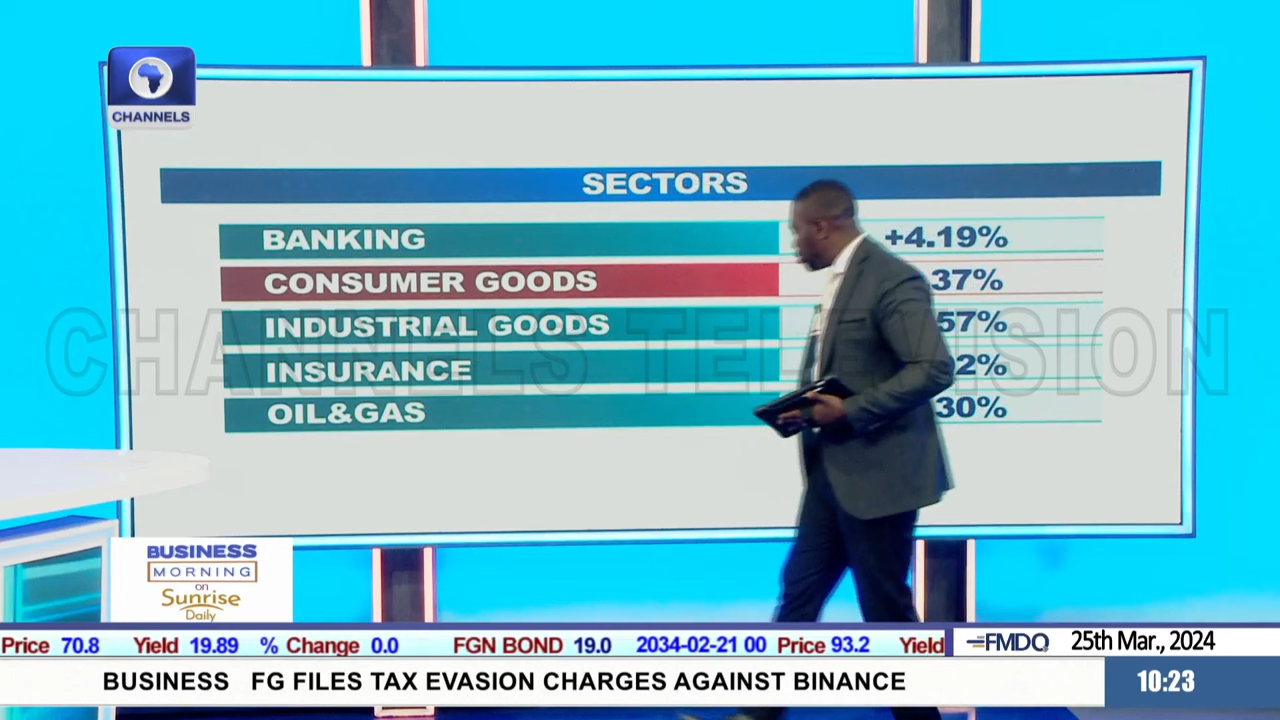 CHANNELS
SECTORS
BANKING +4.19%
CONSUMER GOODS 37%
INDUSTRIAL GOODS 57%
INSURANCE 2%
OIL&GAS 30%
CHANNELS TELEVISION
BUSINESS
MORNING
on
Sunrise
Daily
Price 70.8 Yield 19.89 % Change 0.0 FGN BOND 19.0 2034-02-21 00 Price 93.2 Yield
FMDQ 25th Mar., 2024
BUSINESS FG FILES TAX EVASION CHARGES AGAINST BINANCE 10:23